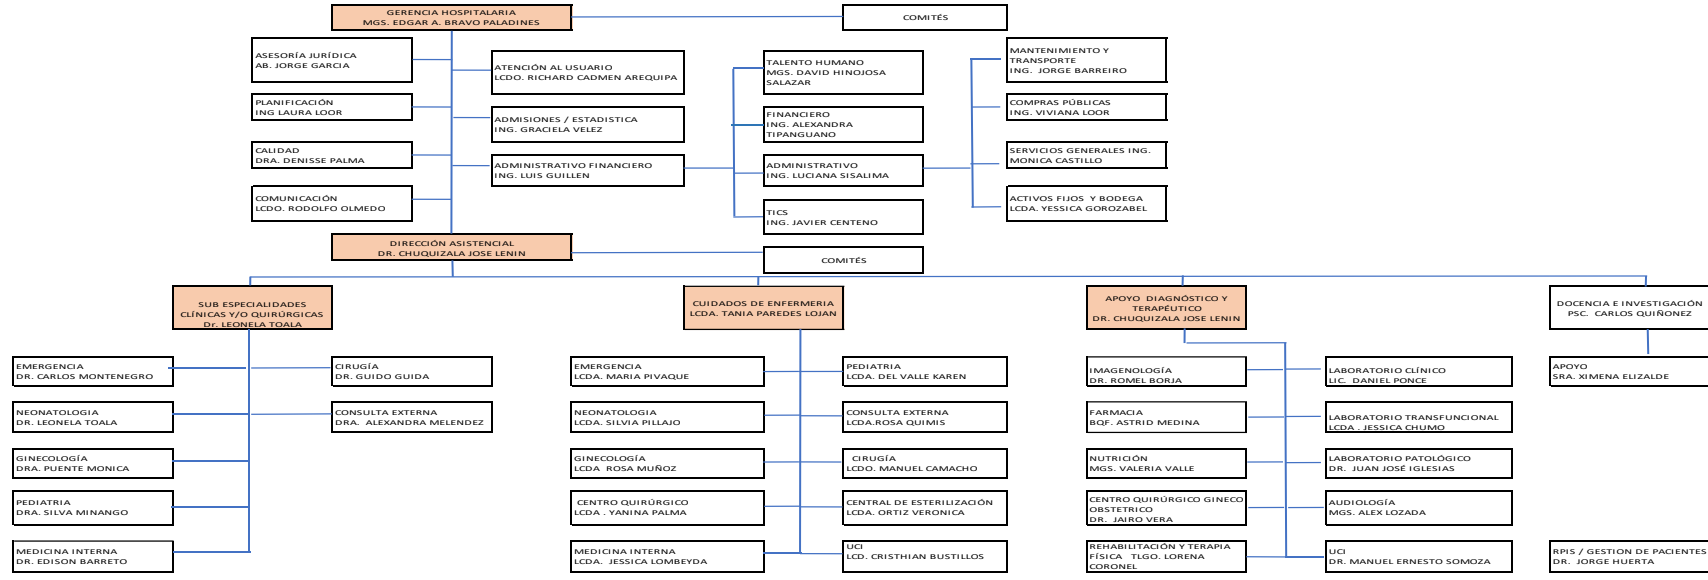 GERENCIA HOSPITALARIA
MGS. EDGAR A. BRAVO PALADINES
COMITÉS
ASESORÍA JURÍDICA
AB. JORGE GARCIA
PLANIFICACIÓN
ING LAURA LOOR
CALIDAD
DRA. DENISSE PALMA
COMUNICACIÓN
LCDO. RODOLFO OLMEDO
ATENCIÓN AL USUARIO
LCDO. RICHARD CADMEN AREQUIPA
ADMISIONES / ESTADISTICA
ING. GRACIELA VELEZ
ADMINISTRATIVO FINANCIERO
ING. LUIS GUILLEN
TALENTO HUMANO
MGS. DAVID HINOJOSA
SALAZAR
FINANCIERO
ING. ALEXANDRA
TIPANGUANO
ADMINISTRATIVO
ING. LUCIANA SISALIMA
TICS
ING. JAVIER CENTENO
MANTENIMIENTO Y
TRANSPORTE
ING. JORGE BARREIRO
COMPRAS PÚBLICAS
ING. VIVIANA LOOR
SERVICIOS GENERALES ING.
MONICA CASTILLO
ACTIVOS FIJOS Y BODEGA
LCDA. YESSICA GOROZABEL
DIRECCIÓN ASISTENCIAL
DR. CHUQUIZALA JOSE LENIN
COMITÉS
SUB ESPECIALIDADES
CLÍNICAS Y/O QUIRÚRGICAS
Dr. LEONELA TOALA
EMERGENCIA
DR. CARLOS MONTENEGRO
NEONATOLOGIA
DR. LEONELA TOALA
GINECOLOGÍA
DRA. PUENTE MONICA
PEDIATRIA
DRA. SILVA MINANGO
MEDICINA INTERNA
DR. EDISON BARRETO
CIRUGÍA
DR. GUIDO GUIDA
CONSULTA EXTERNA
DRA. ALEXANDRA MELENDEZ
CUIDADOS DE ENFERMERIA
LCDA. TANIA PAREDES LOJAN
EMERGENCIA
LCDA. MARIA PIVAQUE
NEONATOLOGIA
LCDA. SILVIA PILLAJO
GINECOLOGÍA
LCDA ROSA MUÑOZ
CENTRO QUIRÚRGICO
LCDA . YANINA PALMA
MEDICINA INTERNA
LCDA. JESSICA LOMBEYDA
PEDIATRIA
LCDA. DEL VALLE KAREN
CONSULTA EXTERNA
LCDA.ROSA QUIMIS
CIRUGÍA
LCDO. MANUEL CAMACHO
CENTRAL DE ESTERILIZACIÓN
LCDA. ORTIZ VERONICA
UCI
LCD. CRISTHIAN BUSTILLOS
APOYO DIAGNÓSTICO Y
TERAPÉUTICO
DR. CHUQUIZALA JOSE LENIN
IMAGENOLOGÍA
DR. ROMEL BORJA
FARMACIA
BQF. ASTRID MEDINA
NUTRICIÓN
MGS. VALERIA VALLE
CENTRO QUIRÚRGICO GINECO
OBSTETRICO
DR. JAIRO VERA
REHABILITACIÓN Y TERAPIA
FÍSICA TLGO. LORENA
CORONEL
LABORATORIO CLÍNICO
LIC. DANIEL PONCE
LABORATORIO TRANSFUNCIONAL
LCDA . JESSICA CHUMO
LABORATORIO PATOLÓGICO
DR. JUAN JOSÉ IGLESIAS
AUDIOLOGÍA
MGS. ALEX LOZADA
UCI
DR. MANUEL ERNESTO SOMOZA
DOCENCIA E INVESTIGACIÓN
PSC. CARLOS QUIÑONEZ
APOYO
SRA. XIMENA ELIZALDE
RPIS / GESTION DE PACIENTES
DR. JORGE HUERTA